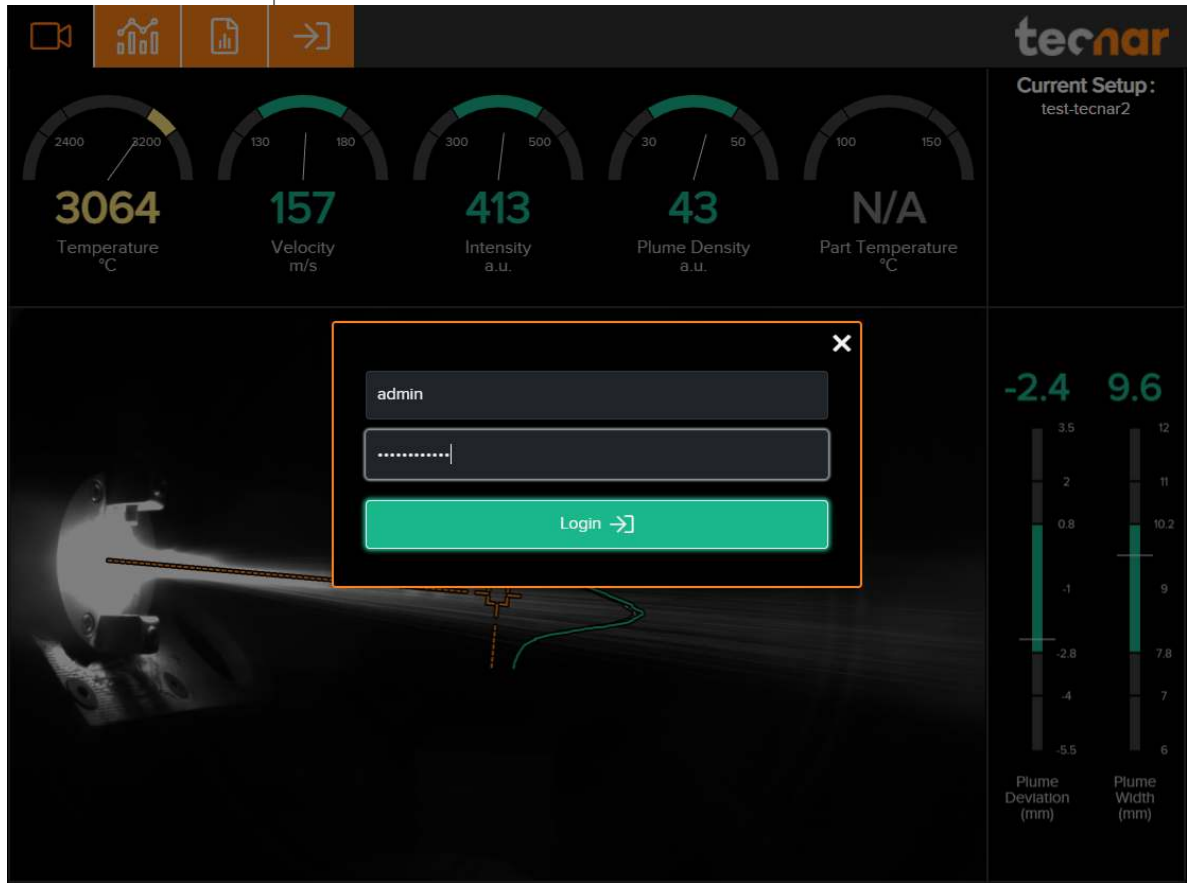 tecnar
Current Setup :
test-tecnar2
2400 3200
3064
Temperature
°C
130 180
157
Velocity
m/s
300 500
413
Intensity
a.u.
30 50
43
Plume Density
a.u.
100 150
N/A
Part Temperature
°C
admin
••••••••••••
Login
-2.4 9.6
3.5 12
2 11
0.8 10.2
-1 9
-2.8 7.8
-4 7
-5.5 6
Plume
Deviation
(mm)
Plume
Width
(mm)